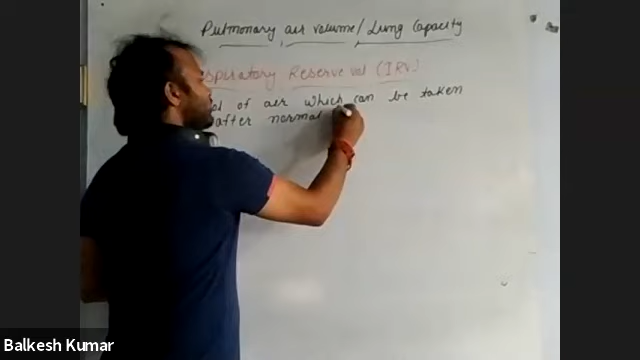 Pulmonary air volume/Lung Capacity
spiratory Reserve vol (IRV)
of air which can be taken
after normal
Balkesh Kumar